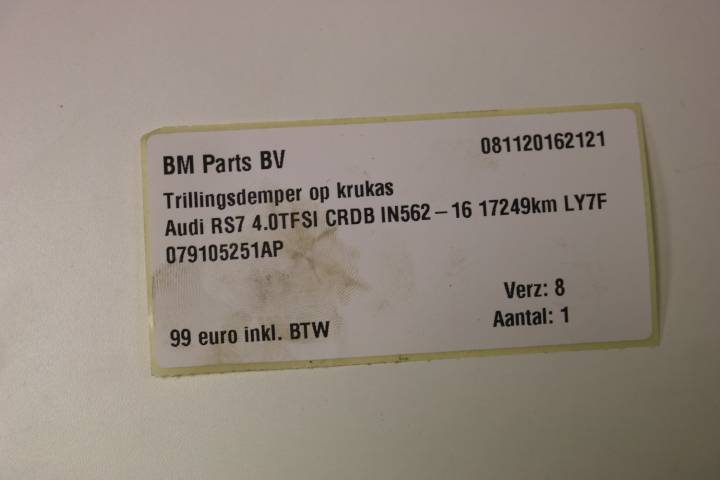 BM Parts BV 081120162121
Trillingsdemper op krukas
Audi RS7 4.0TFSI CRDB IN562 – 16 17249km LY7F
079105251AP
Verz: 8
99 euro inkl. BTW Aantal: 1